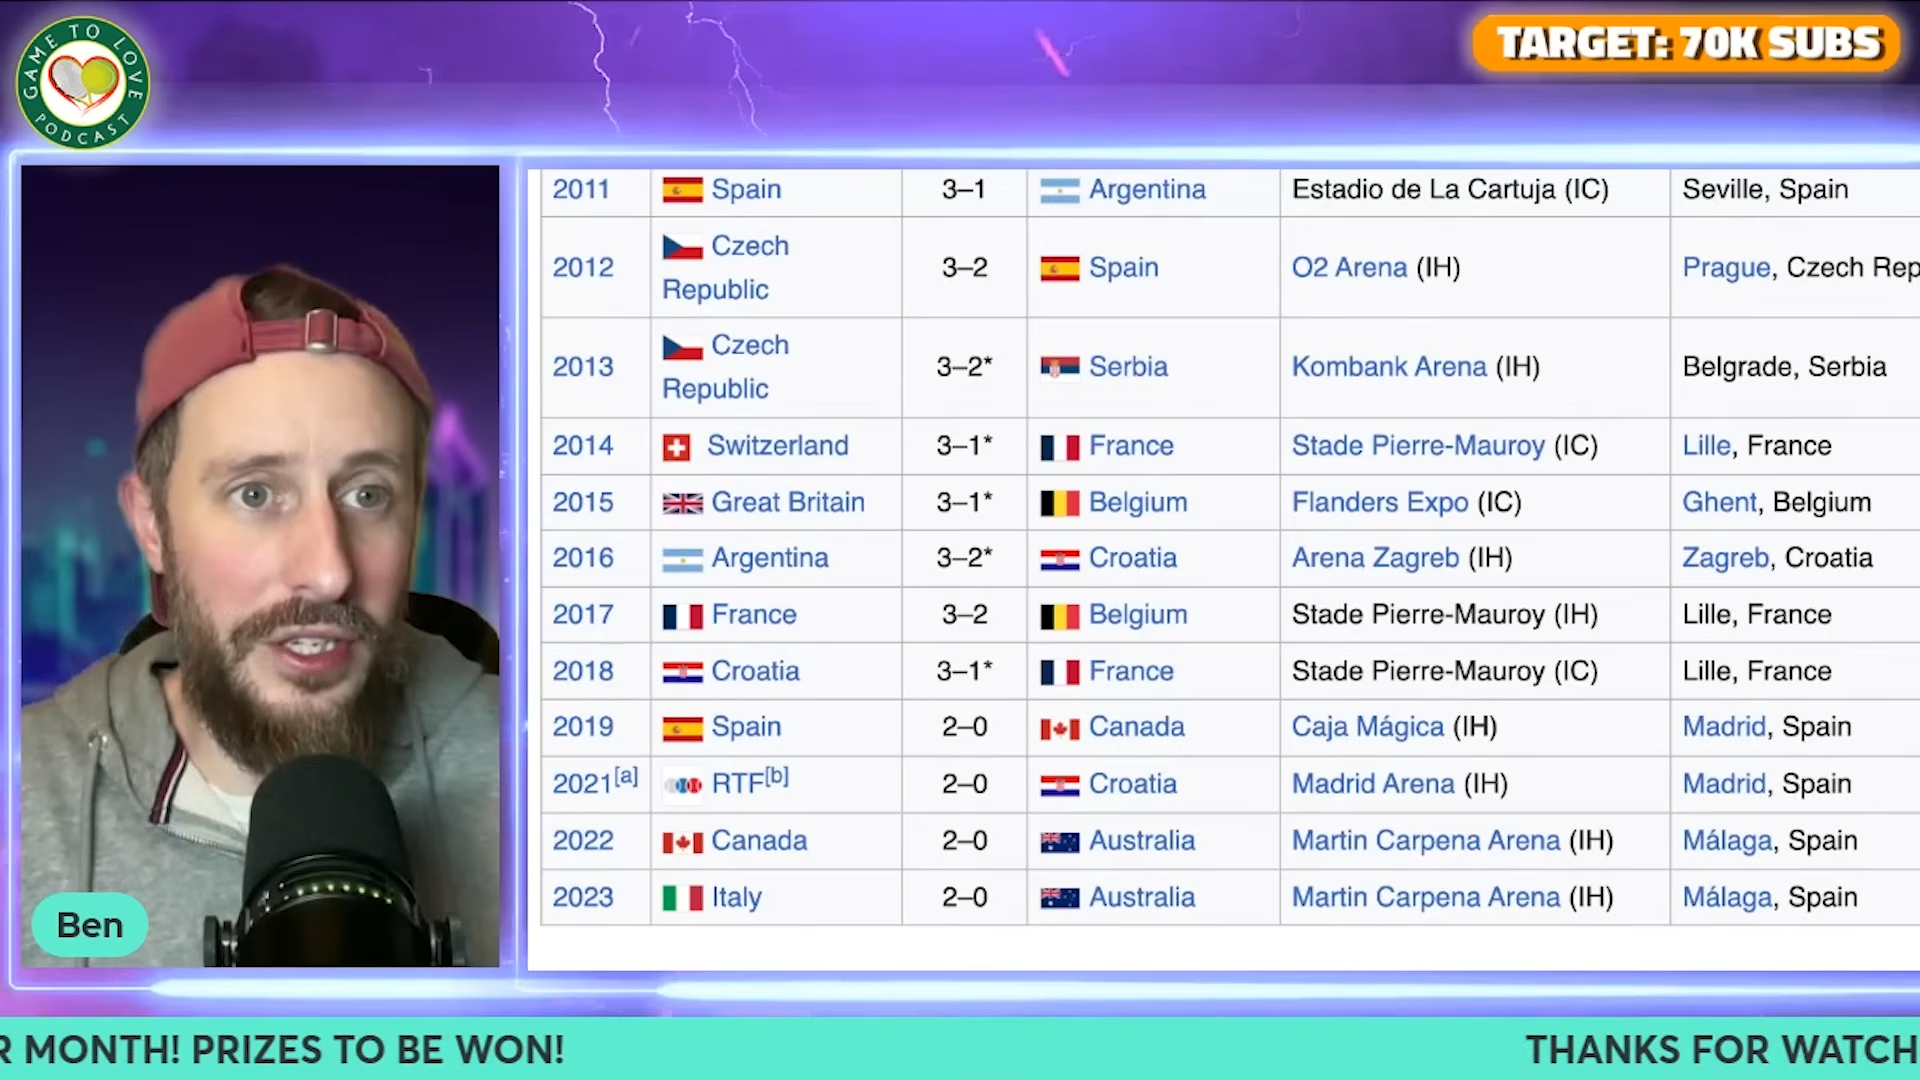 GAME TO LOVE
PODCAST
TARGET: 70K SUBS
2011 Spain 3–1 Argentina Estadio de La Cartuja (IC) Seville, Spain
2012 Czech Republic 3–2 Spain O2 Arena (IH) Prague, Czech Rep
2013 Czech Republic 3–2* Serbia Kombank Arena (IH) Belgrade, Serbia
2014 Switzerland 3–1* France Stade Pierre-Mauroy (IC) Lille, France
2015 Great Britain 3–1* Belgium Flanders Expo (IC) Ghent, Belgium
2016 Argentina 3–2* Croatia Arena Zagreb (IH) Zagreb, Croatia
2017 France 3–2 Belgium Stade Pierre-Mauroy (IH) Lille, France
2018 Croatia 3–1* France Stade Pierre-Mauroy (IC) Lille, France
2019 Spain 2–0 Canada Caja Mágica (IH) Madrid, Spain
2021[a] RTF[b] 2–0 Croatia Madrid Arena (IH) Madrid, Spain
2022 Canada 2–0 Australia Martin Carpena Arena (IH) Málaga, Spain
2023 Italy 2–0 Australia Martin Carpena Arena (IH) Málaga, Spain
Ben
R MONTH! PRIZES TO BE WON! THANKS FOR WATCH